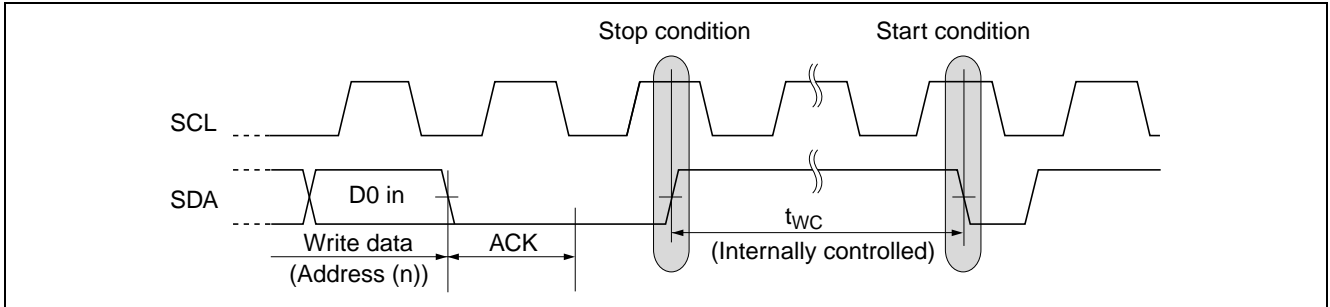 Stop condition
Start condition
SCL
SDA
D0 in
Write data
(Address (n))
ACK
tWC
(Internally controlled)